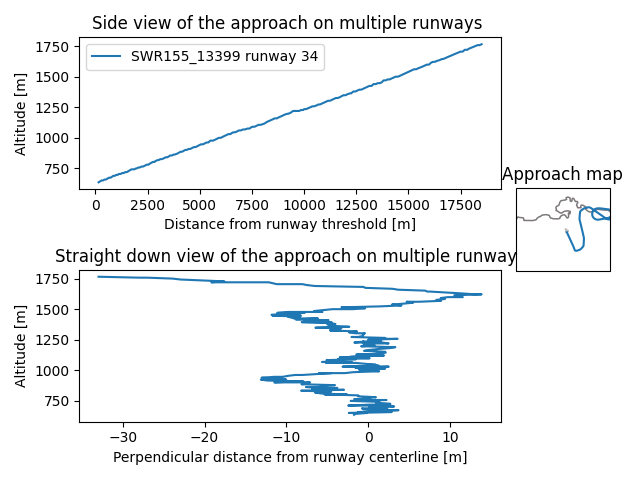 Side view of the approach on multiple runways
1750
1500
1250
1000
750
Altitude [m]
SWR155_13399 runway 34
0 2500 5000 7500 10000 12500 15000 17500
Distance from runway threshold [m]
Approach map
Straight down view of the approach on multiple runway
1750
1500
1250
1000
750
Altitude [m]
−30 −20 −10 0 10
Perpendicular distance from runway centerline [m]